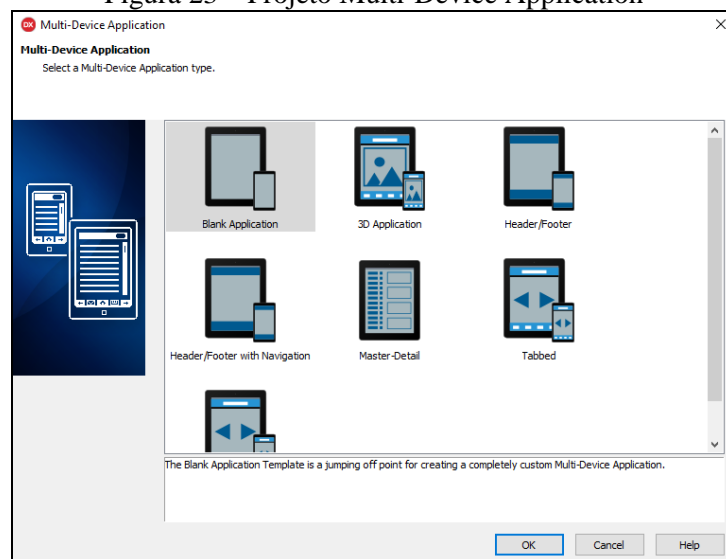 Figura 23 – Projeto Multi-Device Application
DX Multi-Device Application
Multi-Device Application
Select a Multi-Device Application type.
Blank Application
3D Application
Header/Footer
Header/Footer with Navigation
Master-Detail
Tabbed
The Blank Application Template is a jumping off point for creating a completely custom Multi-Device Application.
OK
Cancel
Help